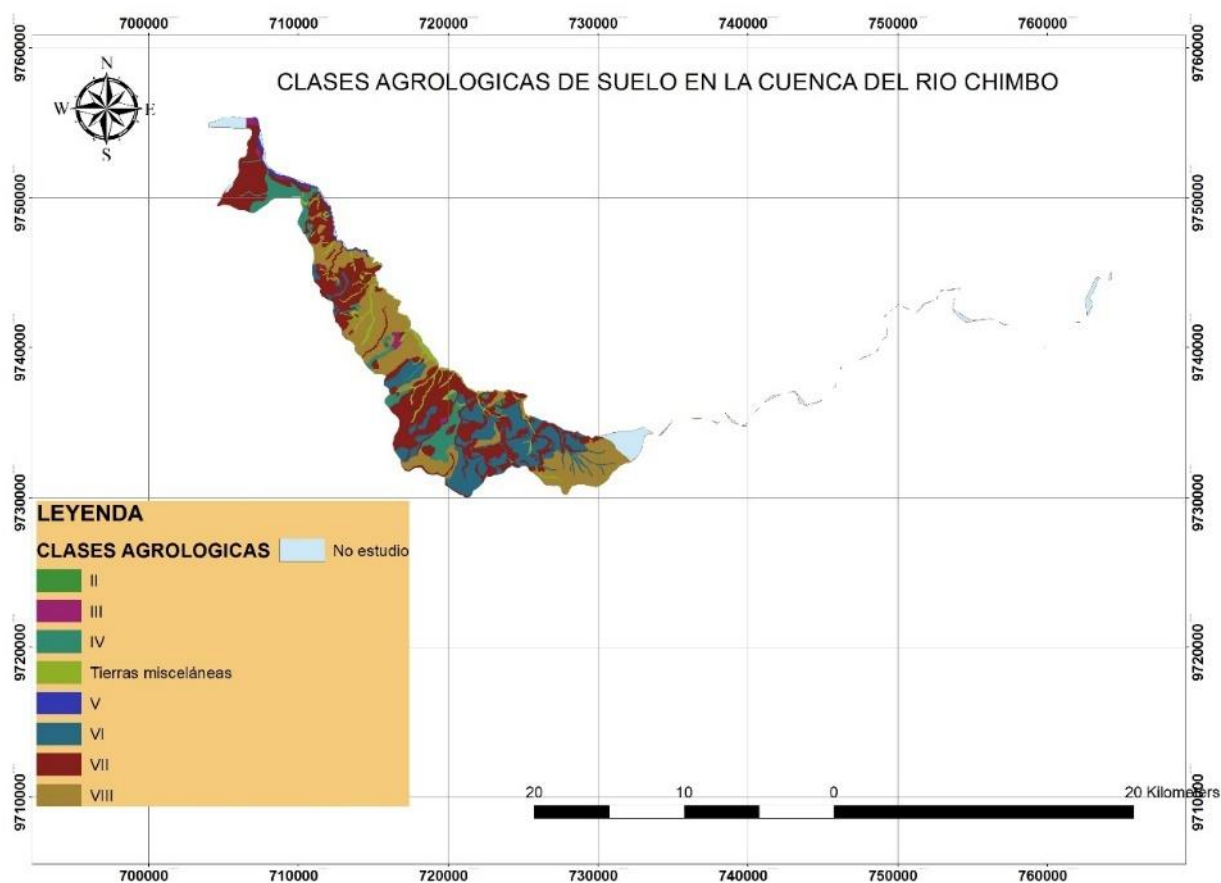 700000 710000 720000 730000 740000 750000 760000
9760000 9760000
N
W E
S
CLASES AGROLOGICAS DE SUELO EN LA CUENCA DEL RIO CHIMBO
9750000 9750000
9740000 9740000
9730000 9730000
LEYENDA
CLASES AGROLOGICAS No estudio
II
III
IV
Tierras misceláneas
V
VI
VII
VIII
9720000 9720000
9710000 9710000
20 10 0 20 Kilometers
700000 710000 720000 730000 740000 750000 760000